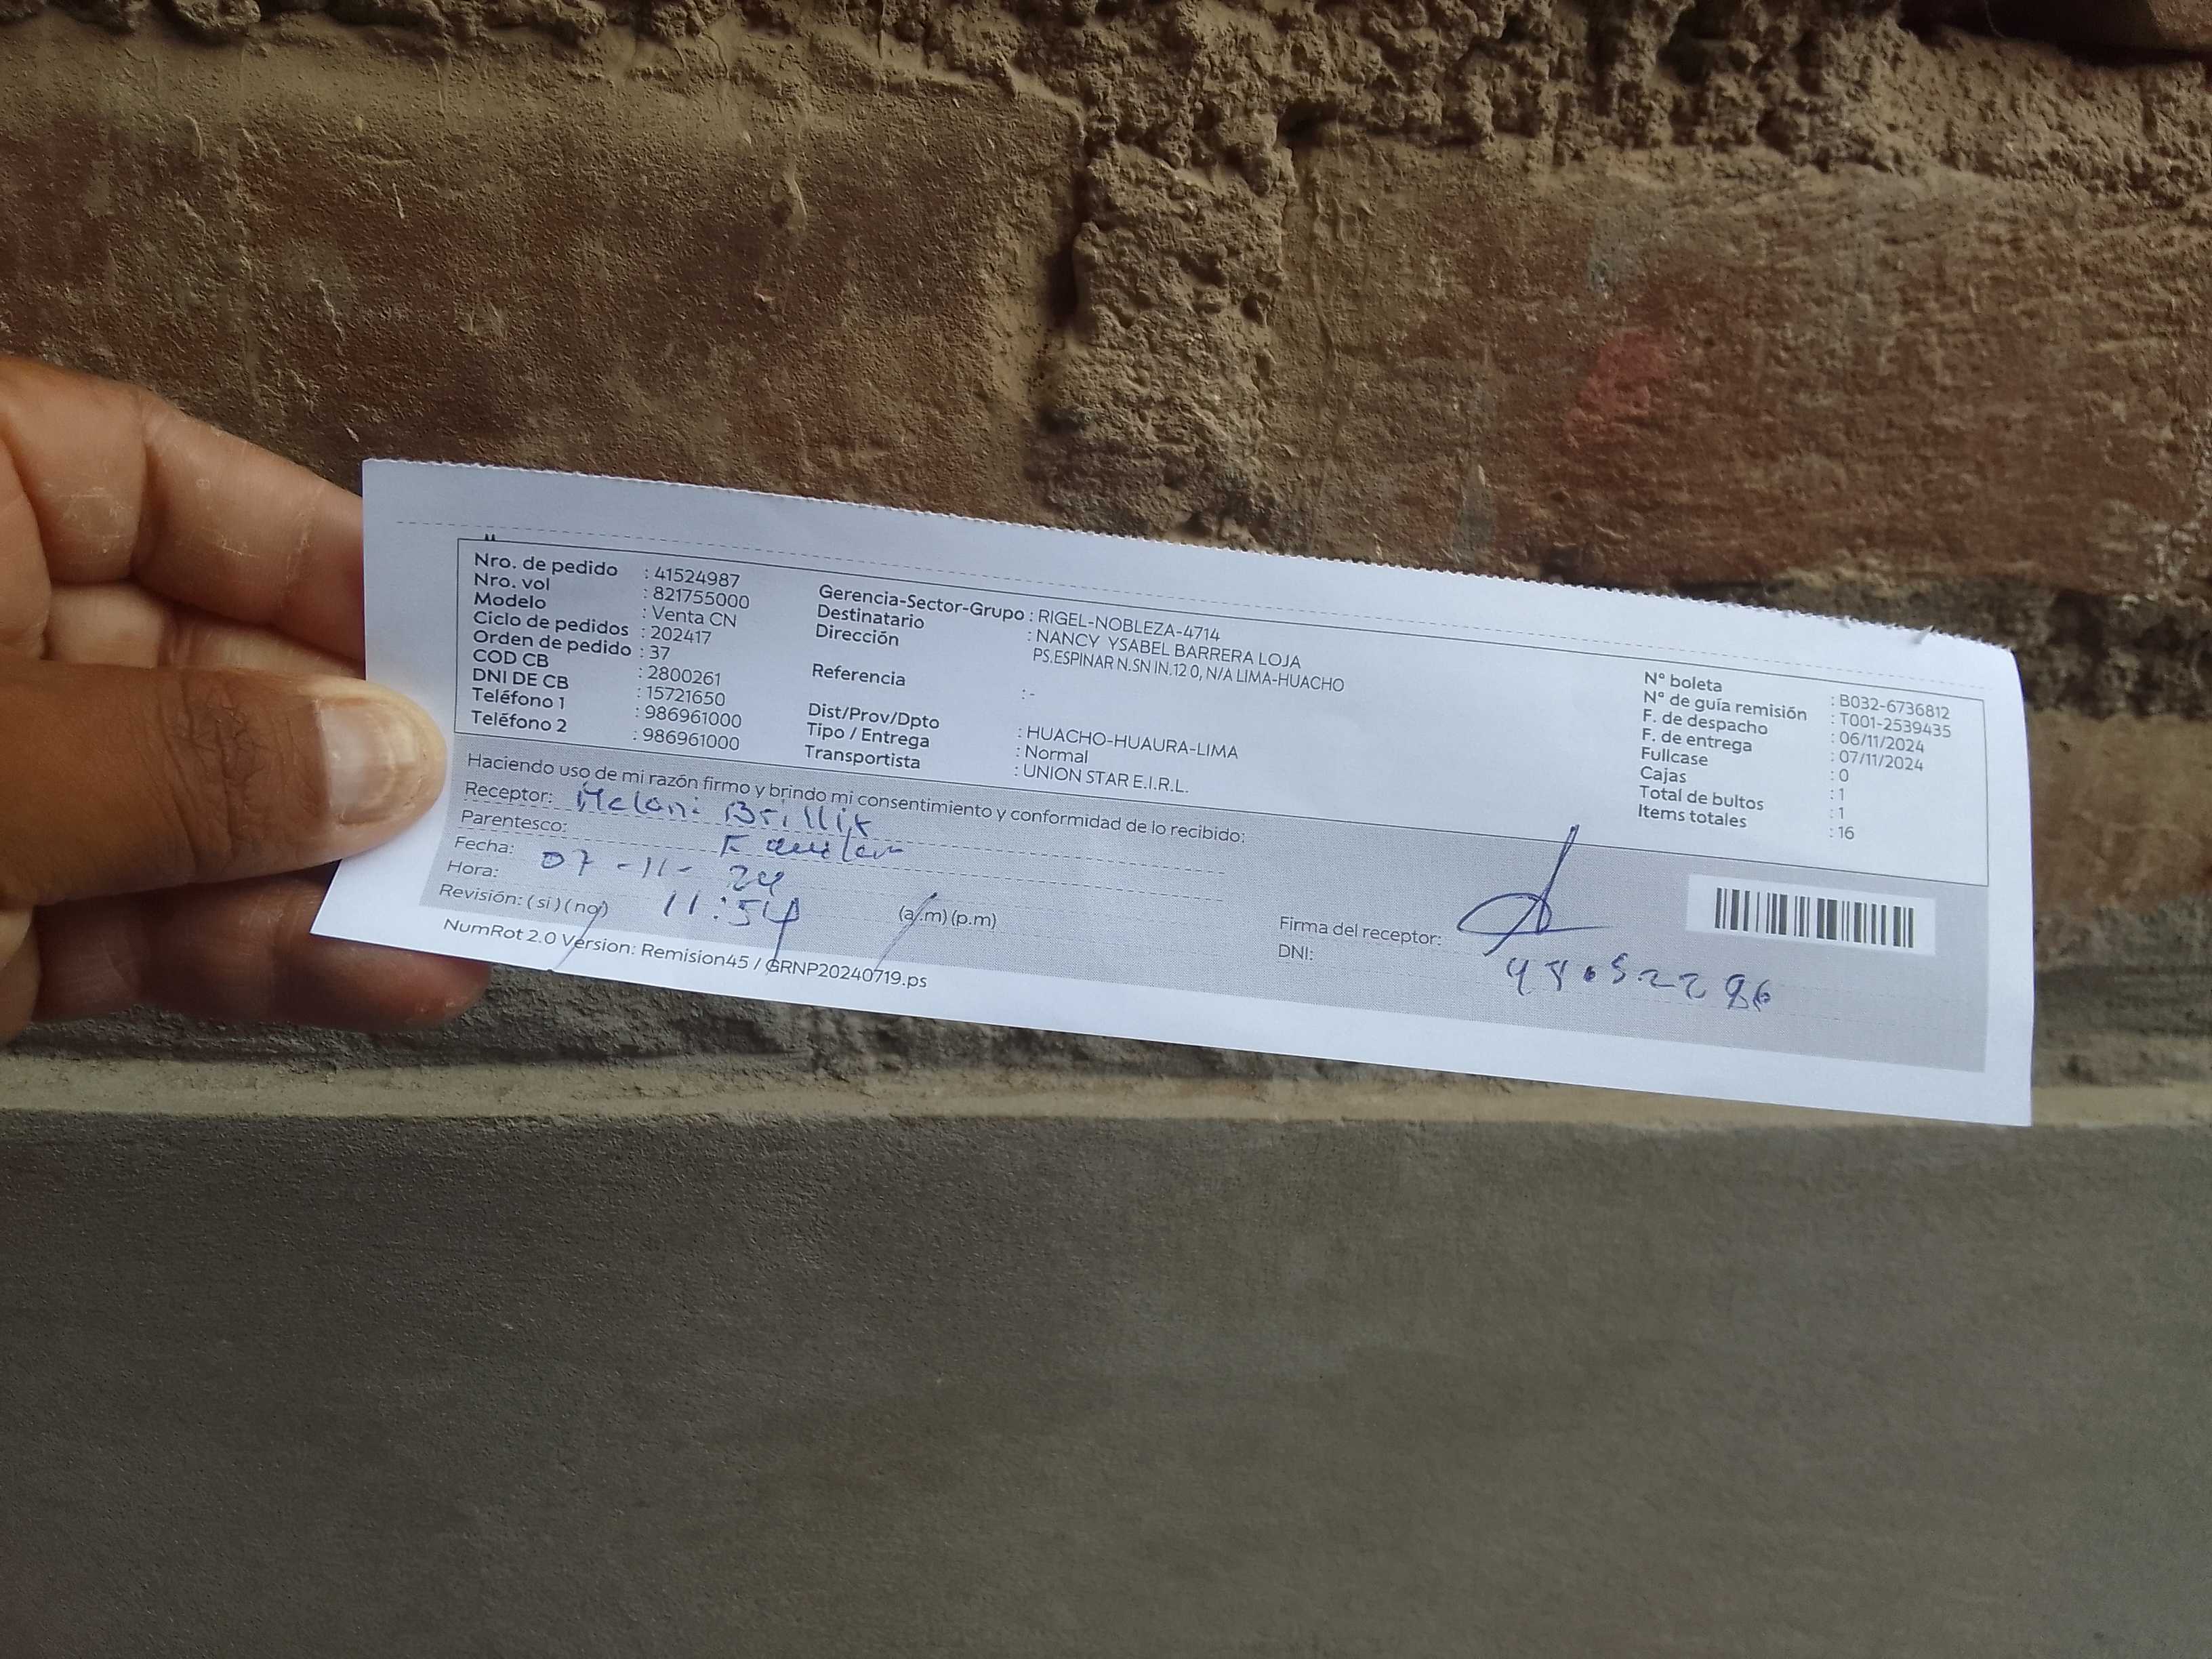 Nro. de pedido : 41524987
Nro. vol : 821755000
Modelo : Venta CN
Ciclo de pedidos : 202417
Orden de pedido : 37
COD CB : 2800261
DNI DE CB : 15721650
Teléfono 1 : 986961000
Teléfono 2 : 986961000
Gerencia-Sector-Grupo : RIGEL-NOBLEZA-4714
Destinatario : NANCY YSABEL BARRERA LOJA
Dirección PS.ESPINAR N.SN IN.12 0, N/A LIMA-HUACHO
Referencia : -
Dist/Prov/Dpto : HUACHO-HUAURA-LIMA
Tipo / Entrega : Normal
Transportista : UNION STAR E.I.R.L.
N° boleta : B032-6736812
N° de guía remisión : T001-2539435
F. de despacho : 06/11/2024
F. de entrega : 07/11/2024
Fullcase : 0
Cajas : 1
Total de bultos : 1
Items totales : 16
Haciendo uso de mi razón firmo y brindo mi consentimiento y conformidad de lo recibido:
Receptor: Melani Brillit
Parentesco: Familiar
Fecha: 07-11-24
Hora: 11:54 (a.m) (p.m)
Revisión: ( si ) ( no )
Firma del receptor:
DNI:
NumRot 2.0 Version: Remision45 / GRNP20240719.ps